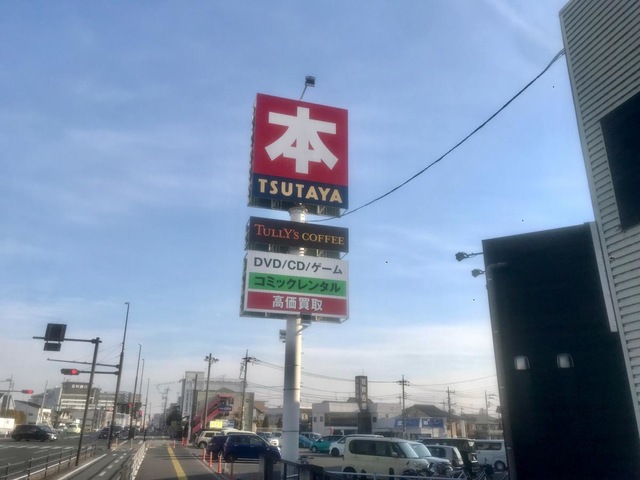 本
TSUTAYA
TULLY'S COFFEE
DVD/CD/ゲーム
コミックレンタル
高価買取